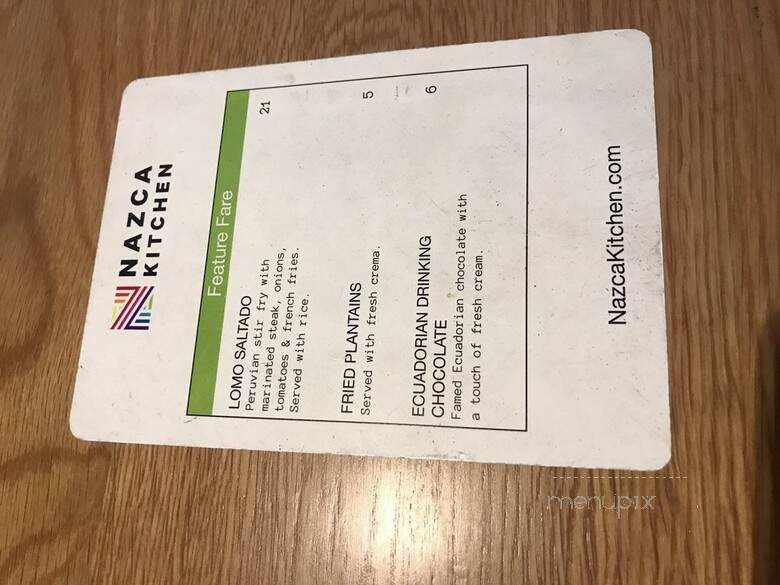 NAZCA
KITCHEN
Feature Fare
LOMO SALTADO 21
Peruvian stir fry with
marinated steak, onions,
tomatoes & french fries.
Served with rice.
FRIED PLANTAINS 5
Served with fresh crema.
ECUADORIAN DRINKING 6
CHOCOLATE
Famed Ecuadorian chocolate with
a touch of fresh cream.
NazcaKitchen.com
menupix